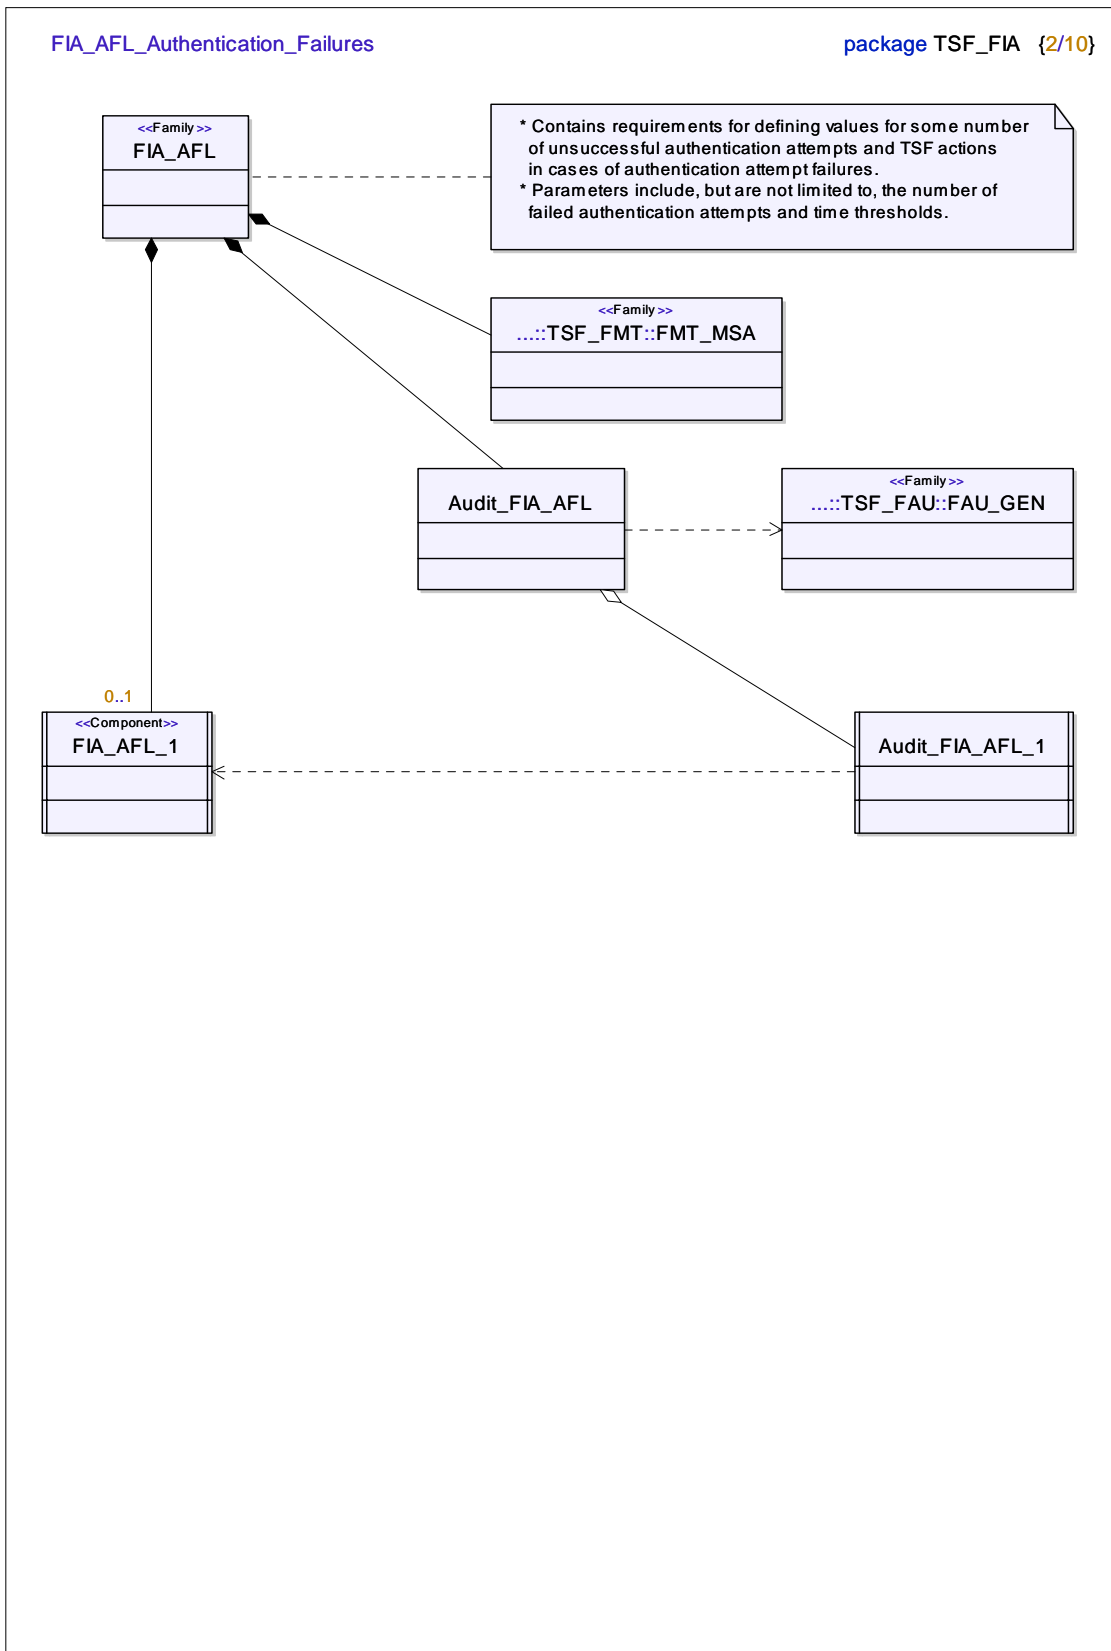 FIA_AFL_Authentication_Failures
package TSF_FIA {2/10}
<<Family>>
FIA_AFL
* Contains requirements for defining values for some number
of unsuccessful authentication attempts and TSF actions
in cases of authentication attempt failures.
* Parameters include, but are not limited to, the number of
failed authentication attempts and time thresholds.
<<Family>>
...::TSF_FMT::FMT_MSA
Audit_FIA_AFL
<<Family>>
...::TSF_FAU::FAU_GEN
0..1
<<Component>>
FIA_AFL_1
Audit_FIA_AFL_1